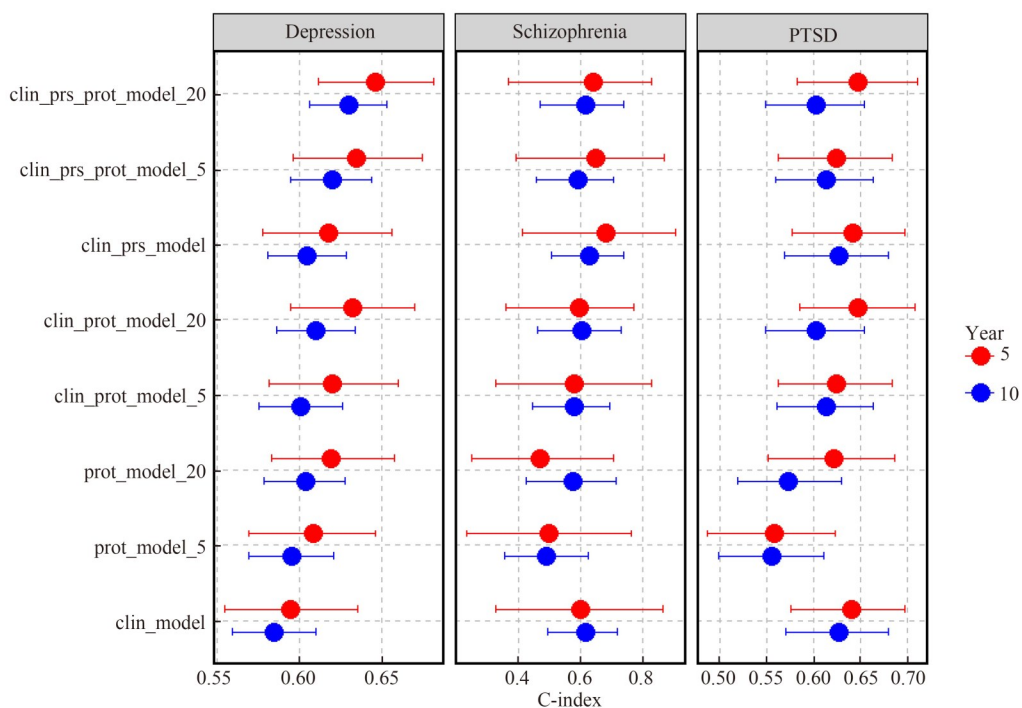 Depression Schizophrenia PTSD
clin_prs_prot_model_20
clin_prs_prot_model_5
clin_prs_model
clin_prot_model_20
clin_prot_model_5
prot_model_20
prot_model_5
clin_model
Year
5
10
0.55 0.60 0.65 0.4 0.6 0.8 0.50 0.55 0.60 0.65 0.70
C-index